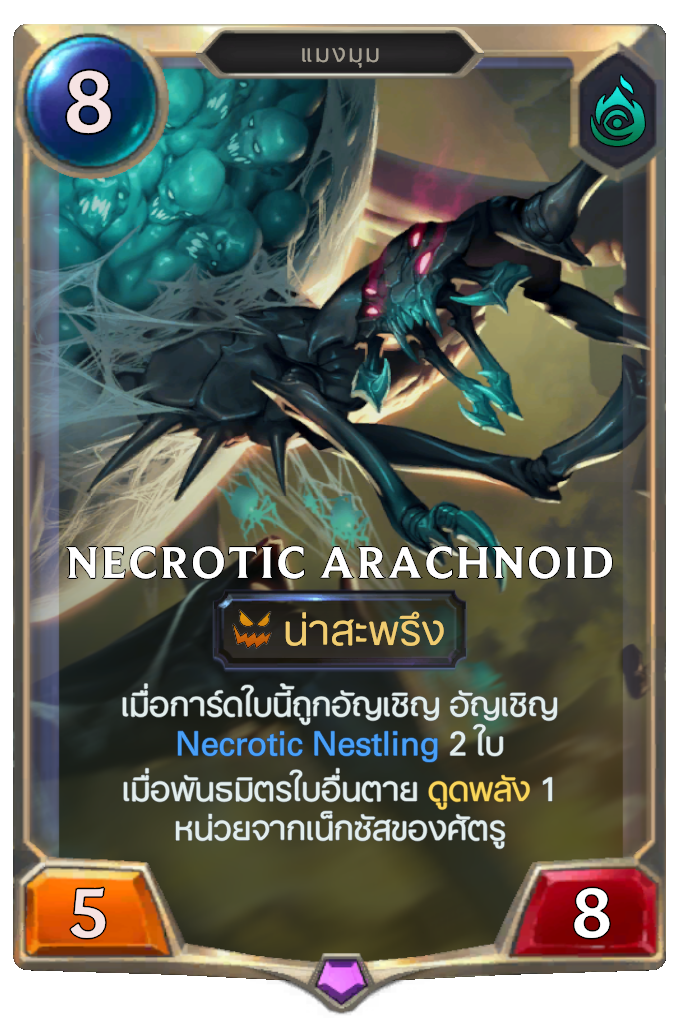 8
แมงมุม
NECROTIC ARACHNOID
น่าสะพรึง
เมื่อการ์ดใบนี้ถูกอัญเชิญ อัญเชิญ
Necrotic Nestling 2 ใบ
เมื่อพันธมิตรใบอื่นตาย ดูดพลัง 1
หน่วยจากเน็กซัสของศัตรู
5
8